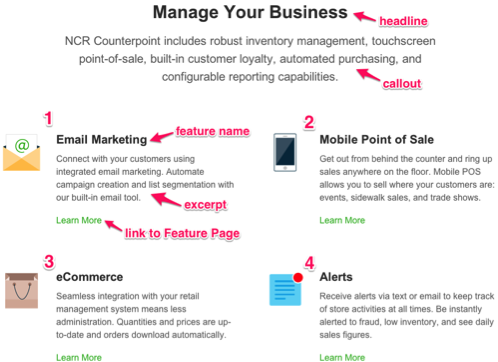 Manage Your Business
headline
NCR Counterpoint includes robust inventory management, touchscreen
point-of-sale, built-in customer loyalty, automated purchasing, and
configurable reporting capabilities.
callout
1
@
Email Marketing
feature name
Connect with your customers using
integrated email marketing. Automate
campaign creation and list segmentation with
our built-in email tool.
excerpt
Learn More
link to Feature Page
2
Mobile Point of Sale
Get out from behind the counter and ring up
sales anywhere on the floor. Mobile POS
allows you to sell where your customers are:
events, sidewalk sales, and trade shows.
Learn More
3
eCommerce
Seamless integration with your retail
management system means less
administration. Quantities and prices are up-
to-date and orders download automatically.
Learn More
4
Alerts
Receive alerts via text or email to keep track
of store activities at all times. Be instantly
alerted to fraud, low inventory, and see daily
sales figures.
Learn More